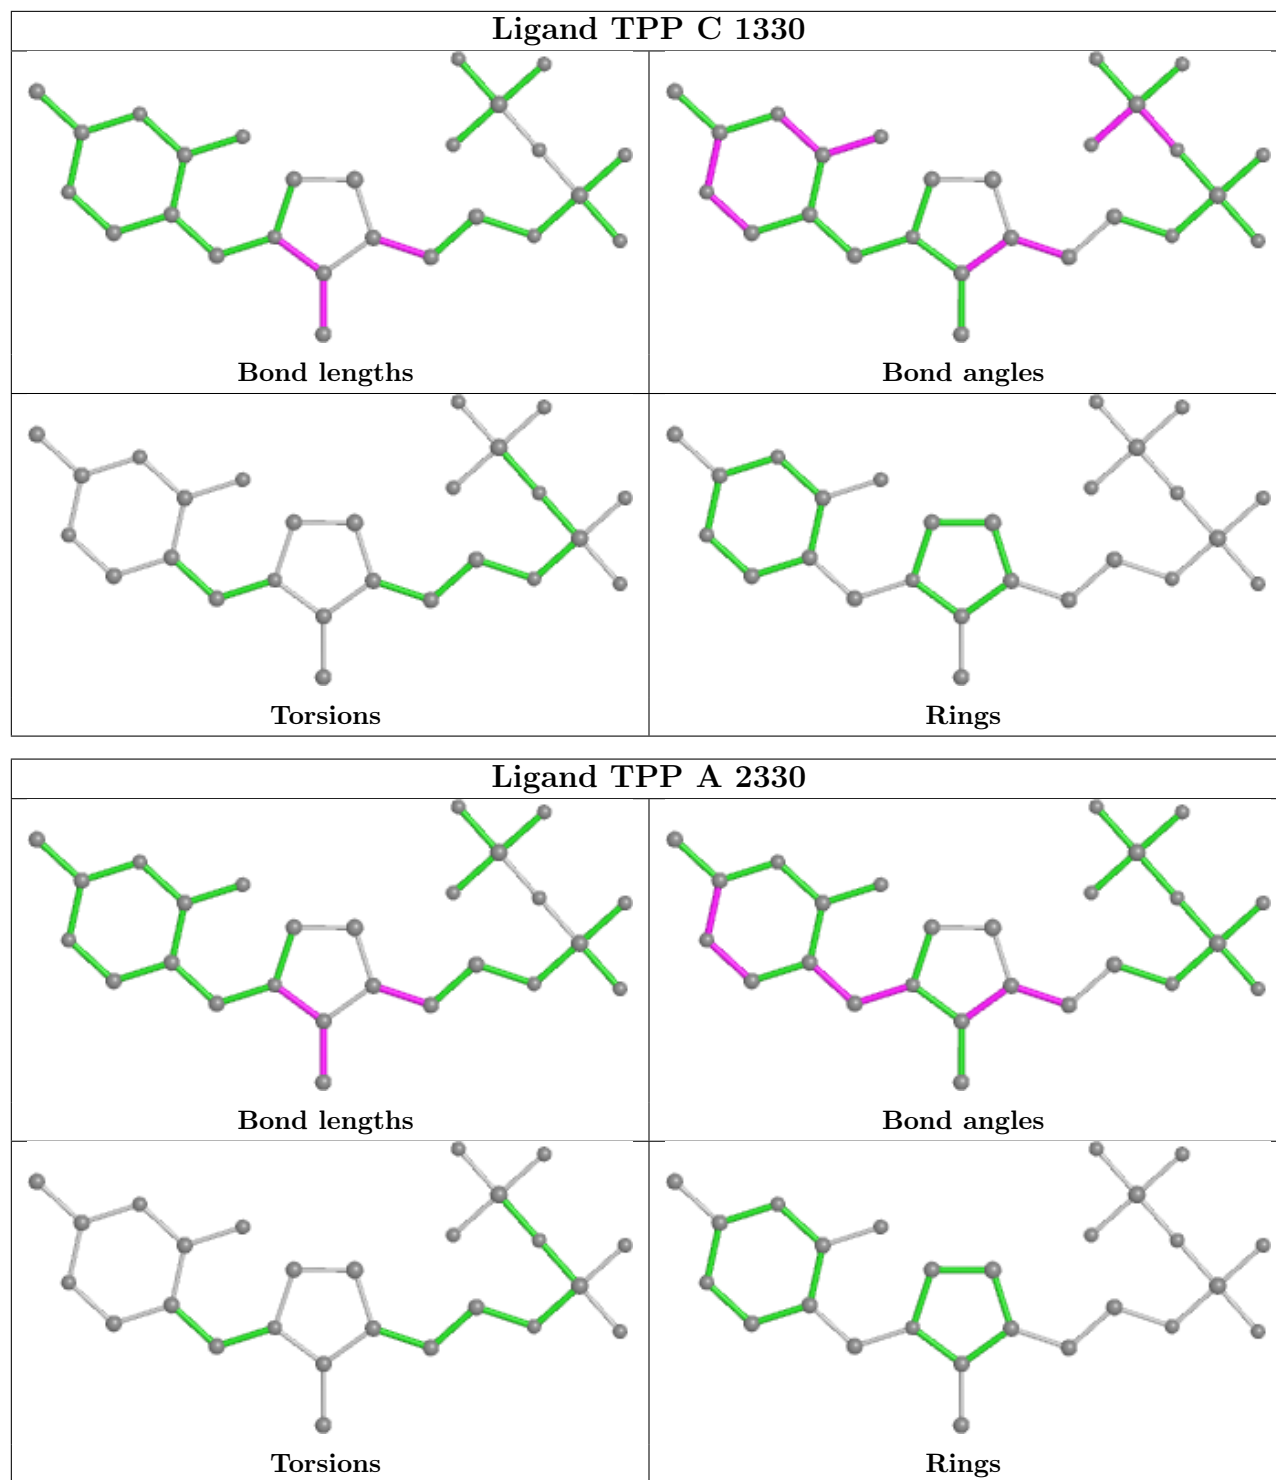 Ligand TPP C 1330
Bond lengths
Bond angles
Torsions
Rings
Ligand TPP A 2330
Bond lengths
Bond angles
Torsions
Rings